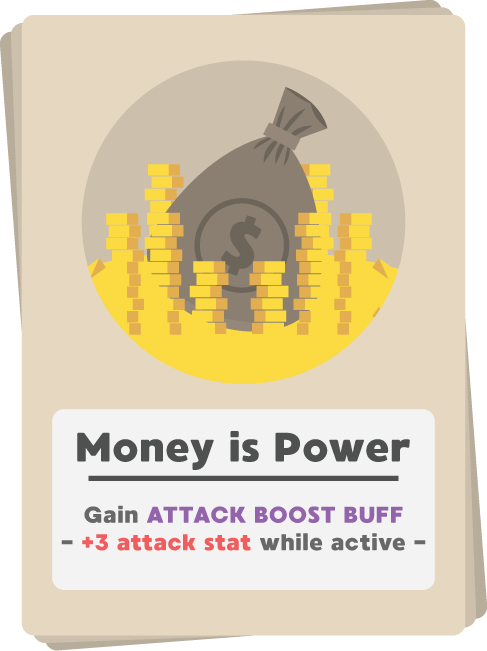 $
Money is Power
Gain ATTACK BOOST BUFF
- +3 attack stat while active -